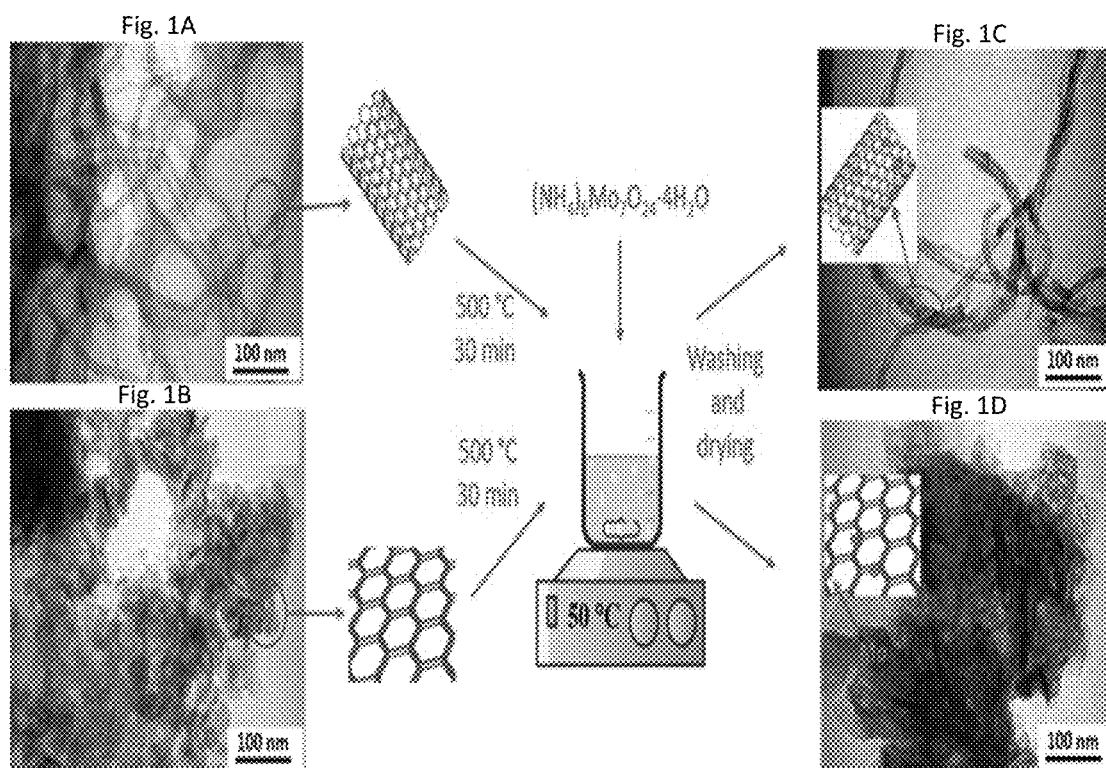 Fig. 1A
100 nm
Fig. 1B
100 nm
500 °C
30 min
500 °C
30 min
(NH₄)₆Mo₇O₂₄·4H₂O
50 °C
Washing
and
drying
Fig. 1C
100 nm
Fig. 1D
100 nm